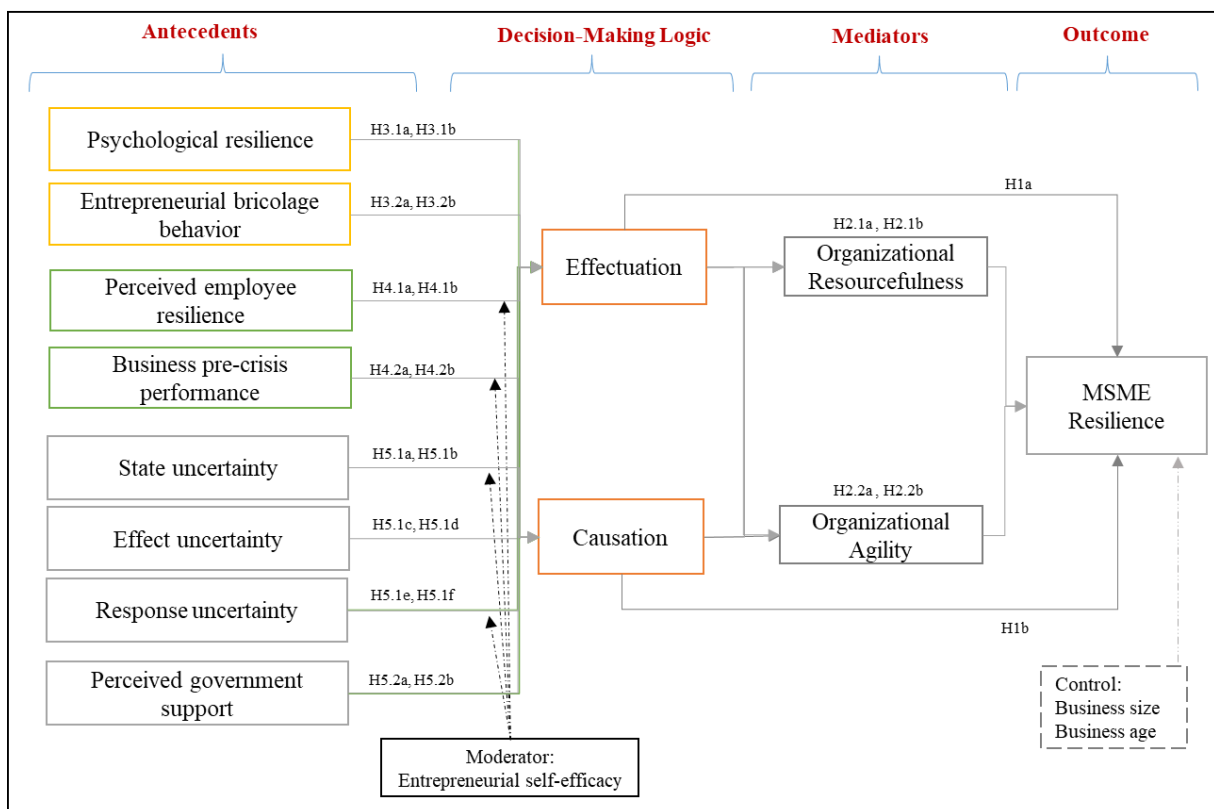 Antecedents
Decision-Making Logic
Mediators
Outcome
Psychological resilience
H3.1a, H3.1b
Entrepreneurial bricolage
behavior
H3.2a, H3.2b
Perceived employee
resilience
H4.1a, H4.1b
Business pre-crisis
performance
H4.2a, H4.2b
State uncertainty
H5.1a, H5.1b
Effect uncertainty
H5.1c, H5.1d
Response uncertainty
H5.1e, H5.1f
Perceived government
support
H5.2a, H5.2b
Moderator:
Entrepreneurial self-efficacy
Effectuation
Causation
H1a
H2.1a , H2.1b
Organizational
Resourcefulness
H2.2a , H2.2b
Organizational
Agility
H1b
MSME
Resilience
Control:
Business size
Business age